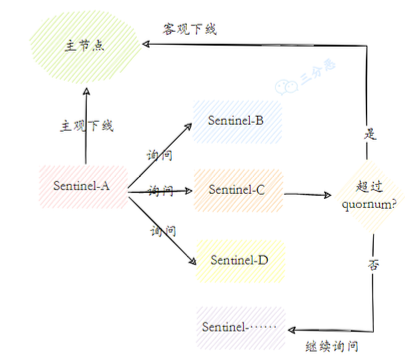 客观下线
主节点
三分恶
主观下线
Sentinel-B
询问
是
Sentinel-A
询问
Sentinel-C
超过
quornum?
询问
Sentinel-D
否
Sentinel-……
继续询问